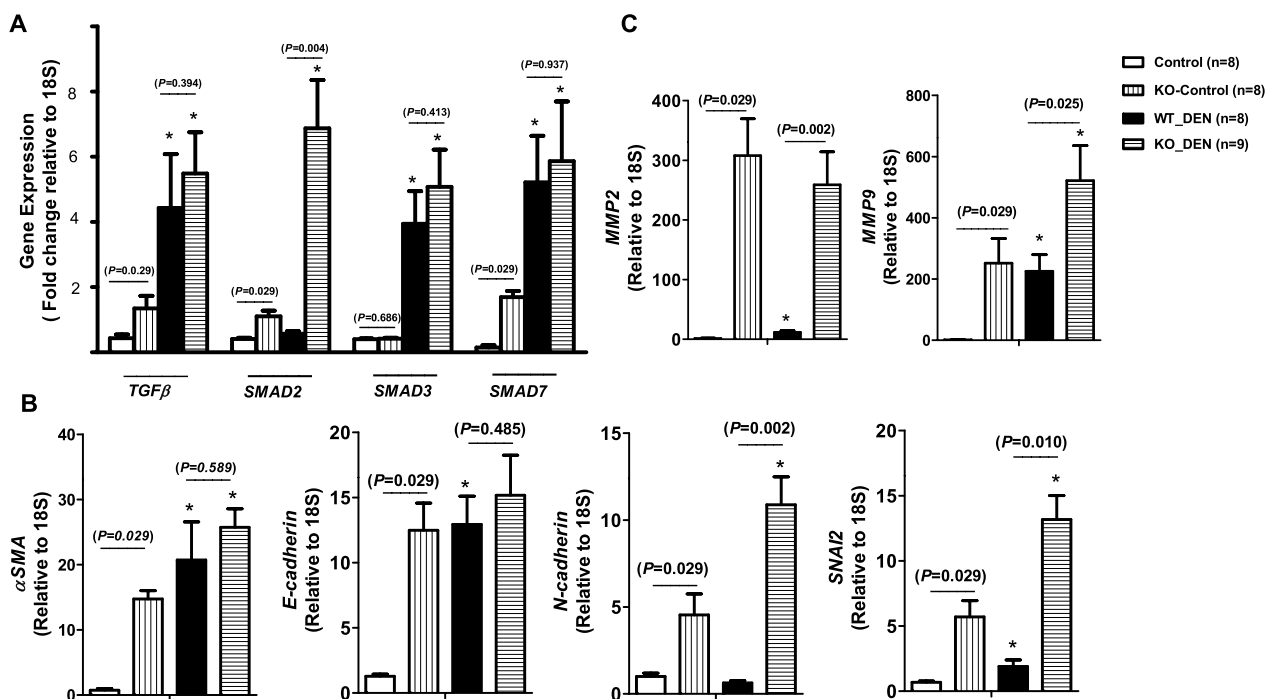 A
Gene Expression
( Fold change relative to 18S)
8
6
4
2
(P=0.0.29)
(P=0.394)
*
*
(P=0.029)
(P=0.004)
*
(P=0.686)
(P=0.413)
*
*
(P=0.029)
(P=0.937)
*
*
TGFβ
SMAD2
SMAD3
SMAD7
C
MMP2
(Relative to 18S)
400
300
200
100
0
(P=0.029)
(P=0.002)
*
MMP9
(Relative to 18S)
800
600
400
200
0
(P=0.029)
(P=0.025)
*
*
Control (n=8)
KO-Control (n=8)
WT_DEN (n=8)
KO_DEN (n=9)
B
αSMA
(Relative to 18S)
40
30
20
10
0
(P=0.029)
(P=0.589)
*
*
E-cadherin
(Relative to 18S)
20
15
10
5
0
(P=0.029)
(P=0.485)
*
N-cadherin
(Relative to 18S)
15
10
5
0
(P=0.029)
(P=0.002)
*
SNAI2
(Relative to 18S)
20
15
10
5
0
(P=0.029)
(P=0.010)
*
*